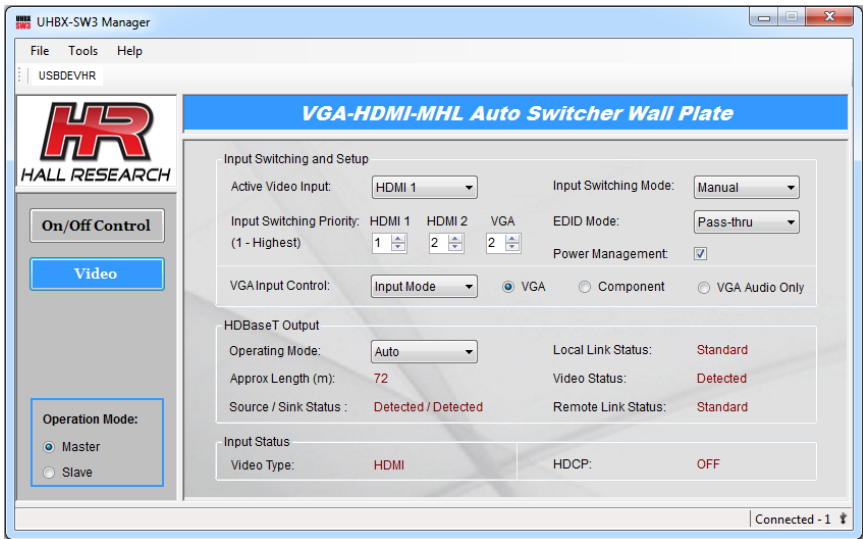 UHBX-SW3 Manager
File Tools Help
USBDEVHR
HR
HALL RESEARCH
VGA-HDMI-MHL Auto Switcher Wall Plate
On/Off Control
Video
Operation Mode:
Master
Slave
Input Switching and Setup
Active Video Input: HDMI 1 Input Switching Mode: Manual
Input Switching Priority: HDMI 1 HDMI 2 VGA EDID Mode: Pass-thru
(1 - Highest) 1 2 2
Power Management:
VGA Input Control: Input Mode VGA Component VGA Audio Only
HDBaseT Output
Operating Mode: Auto Local Link Status: Standard
Approx Length (m): 72 Video Status: Detected
Source / Sink Status : Detected / Detected Remote Link Status: Standard
Input Status
Video Type: HDMI HDCP: OFF
Connected - 1